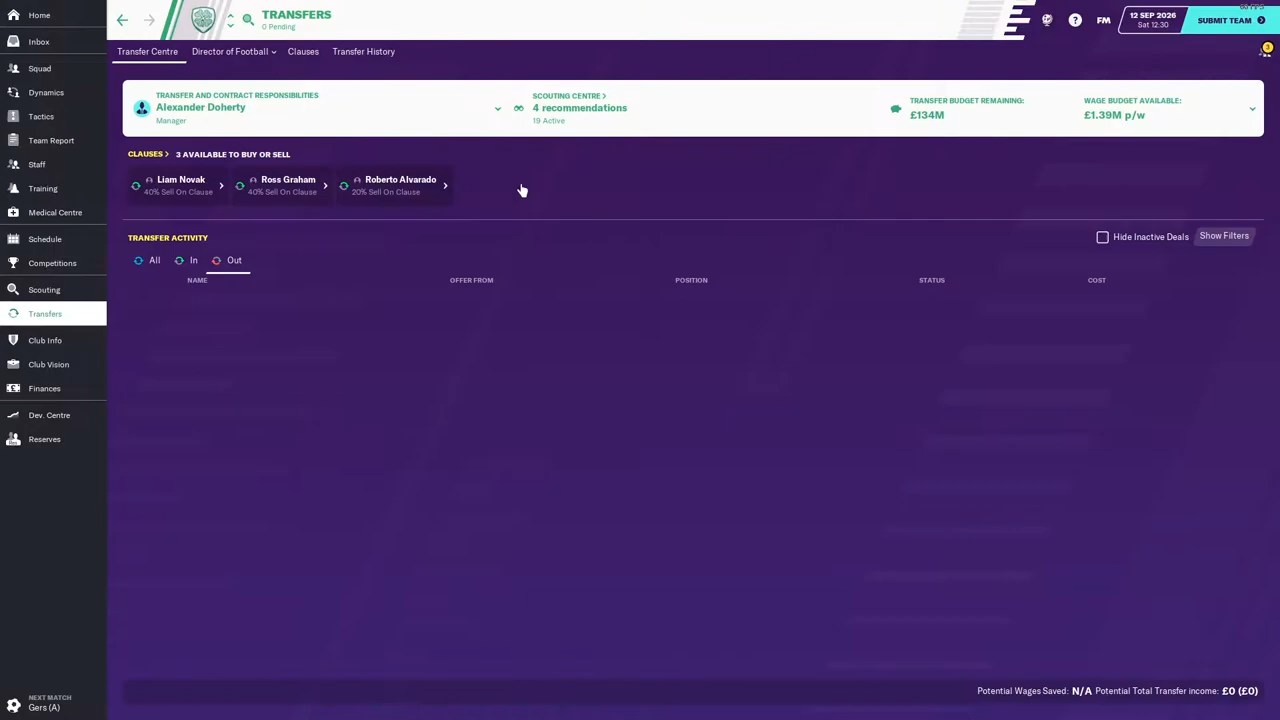 TRANSFERS
0 Pending
60 FPS
FM
12 SEP 2026
Sat 12:30
SUBMIT TEAM
Home
Inbox
Squad
Dynamics
Tactics
Team Report
Staff
Training
Medical Centre
Schedule
Competitions
Scouting
Transfers
Club Info
Club Vision
Finances
Dev. Centre
Reserves
NEXT MATCH
Gers (A)
Transfer Centre
Director of Football
Clauses
Transfer History
3
TRANSFER AND CONTRACT RESPONSIBILITIES
Alexander Doherty
Manager
SCOUTING CENTRE >
4 recommendations
19 Active
TRANSFER BUDGET REMAINING:
£134M
WAGE BUDGET AVAILABLE:
£1.39M p/w
CLAUSES > 3 AVAILABLE TO BUY OR SELL
Liam Novak
40% Sell On Clause
Ross Graham
40% Sell On Clause
Roberto Alvarado
20% Sell On Clause
TRANSFER ACTIVITY
Hide Inactive Deals
Show Filters
All
In
Out
NAME
OFFER FROM
POSITION
STATUS
COST
Potential Wages Saved: N/A Potential Total Transfer income: £0 (£0)